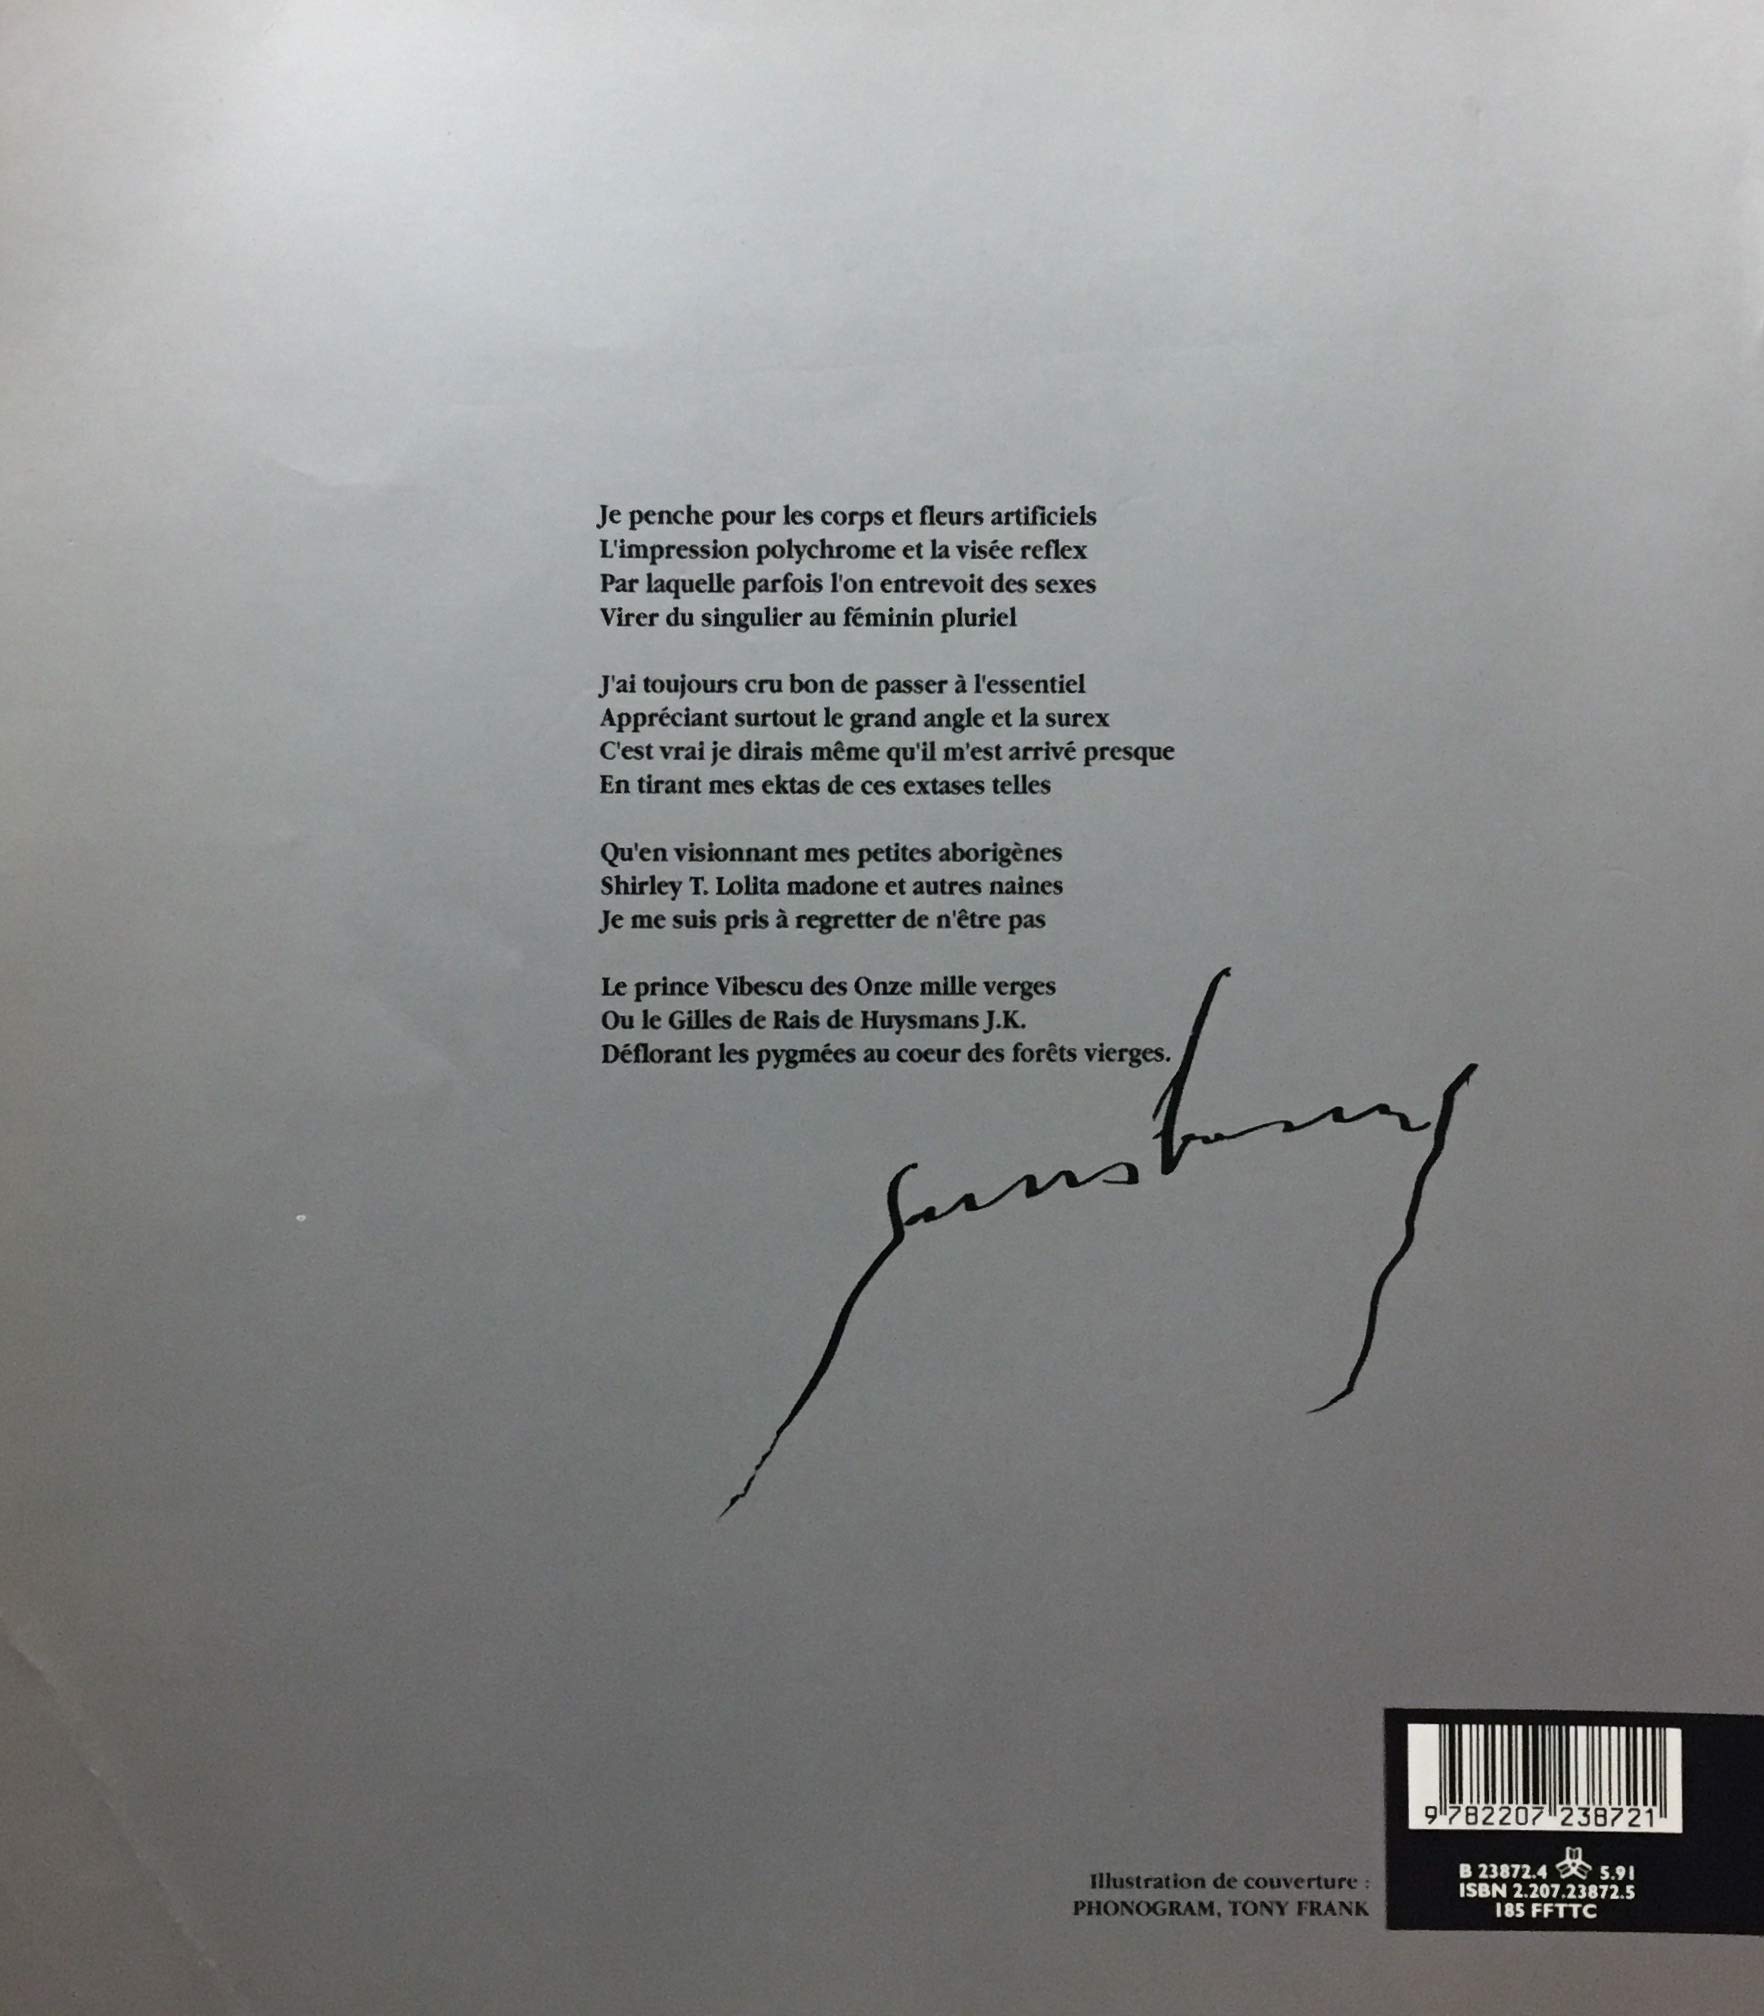 Je penche pour les corps et fleurs artificiels
L'impression polychrome et la visée reflex
Par laquelle parfois l'on entrevoit des sexes
Virer du singulier au féminin pluriel
J'ai toujours cru bon de passer à l'essentiel
Appréciant surtout le grand angle et la surex
C'est vrai je dirais même qu'il m'est arrivé presque
En tirant mes ektas de ces extases telles
Qu'en visionnant mes petites aborigènes
Shirley T. Lolita madone et autres naines
Je me suis pris à regretter de n'être pas
Le prince Vibescu des Onze mille verges
Ou le Gilles de Rais de Huysmans J.K.
Déflorant les pygmées au coeur des forêts vierges.
Gainsbourg
9 782207 238721
B 23872.4 5.91
ISBN 2.207.23872.5
185 FFTTC
Illustration de couverture :
PHONOGRAM, TONY FRANK